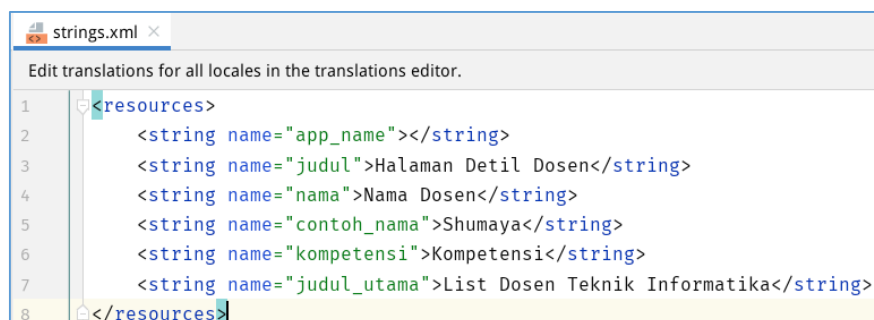 strings.xml
Edit translations for all locales in the translations editor.
1 <resources>
2     <string name="app_name"></string>
3     <string name="judul">Halaman Detil Dosen</string>
4     <string name="nama">Nama Dosen</string>
5     <string name="contoh_nama">Shumaya</string>
6     <string name="kompetensi">Kompetensi</string>
7     <string name="judul_utama">List Dosen Teknik Informatika</string>
8 </resources>